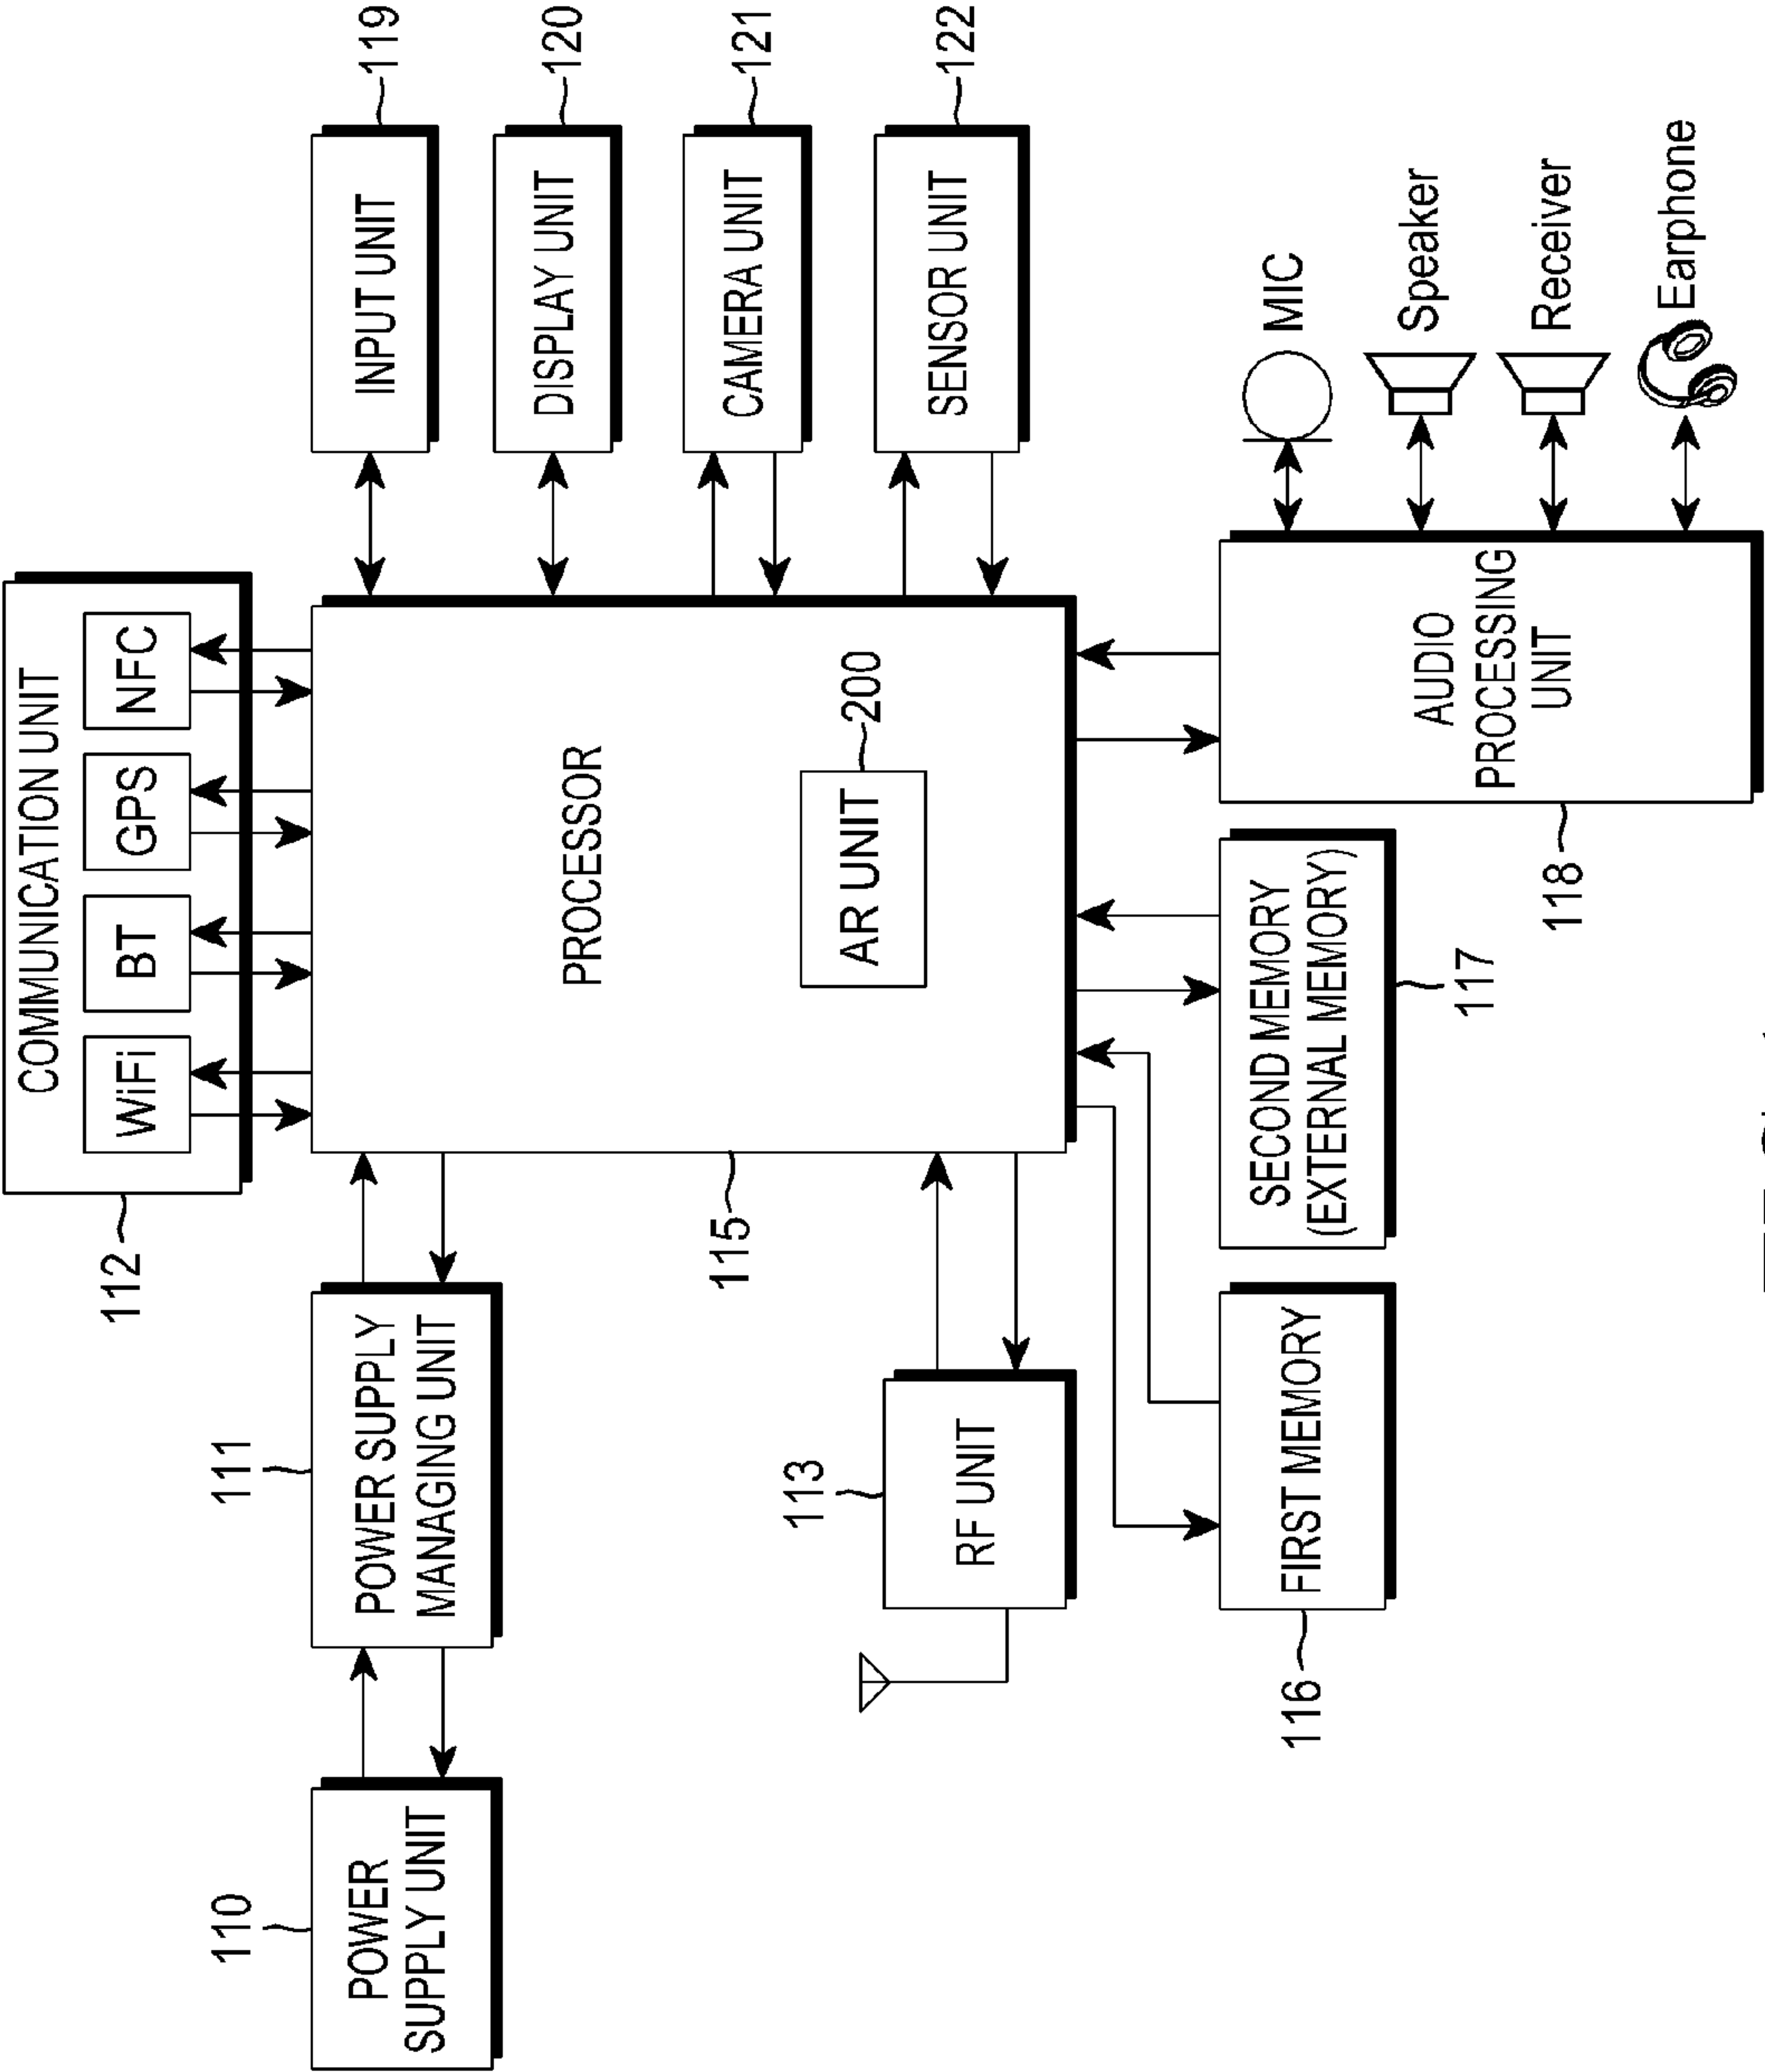 COMMUNICATION UNIT
WiFi
BT
GPS
NFC
112
110
POWER
SUPPLY UNIT
111
POWER SUPPLY
MANAGING UNIT
PROCESSOR
AR UNIT
200
115
INPUT UNIT
119
DISPLAY UNIT
120
CAMERA UNIT
121
SENSOR UNIT
122
113
RF UNIT
116
FIRST MEMORY
SECOND MEMORY
(EXTERNAL MEMORY)
117
118
AUDIO
PROCESSING
UNIT
MIC
Speaker
Receiver
Earphone